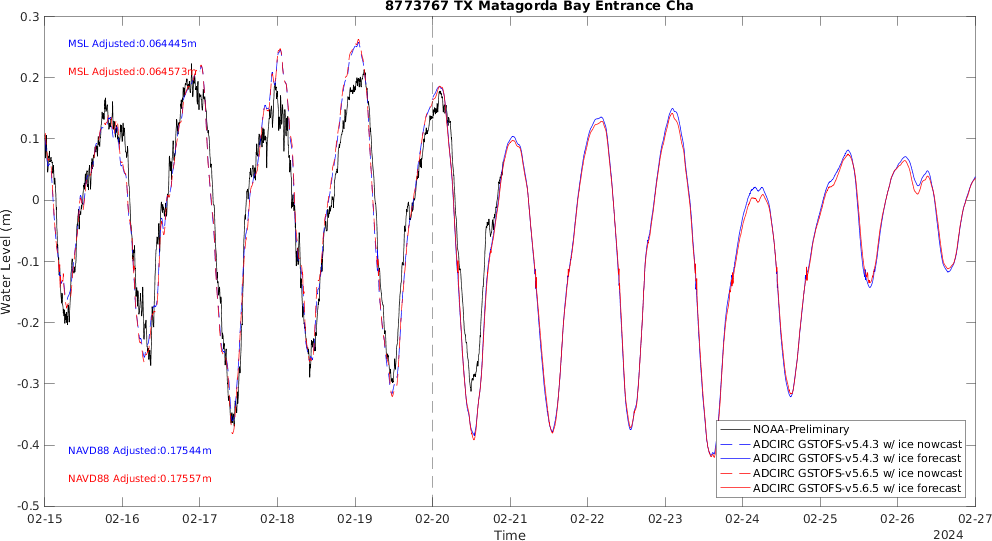 8773767 TX Matagorda Bay Entrance Cha
0.3
0.2
0.1
0
-0.1
-0.2
-0.3
-0.4
-0.5
Water Level (m)
MSL Adjusted:0.064445m
MSL Adjusted:0.064573m
NAVD88 Adjusted:0.17544m
NAVD88 Adjusted:0.17557m
NOAA-Preliminary
ADCIRC GSTOFS-v5.4.3 w/ ice nowcast
ADCIRC GSTOFS-v5.4.3 w/ ice forecast
ADCIRC GSTOFS-v5.6.5 w/ ice nowcast
ADCIRC GSTOFS-v5.6.5 w/ ice forecast
02-15 02-16 02-17 02-18 02-19 02-20 02-21 02-22 02-23 02-24 02-25 02-26 02-27
Time
2024